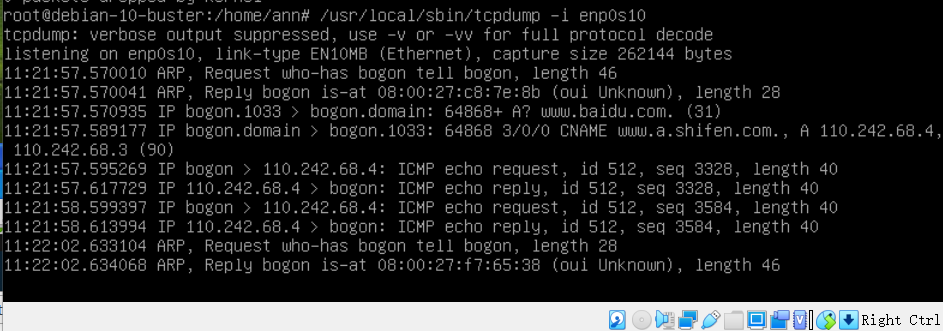 root@debian-10-buster:/home/ann# /usr/local/sbin/tcpdump -i enp0s10
tcpdump: verbose output suppressed, use -v or -vv for full protocol decode
listening on enp0s10, link-type EN10MB (Ethernet), capture size 262144 bytes
11:21:57.570010 ARP, Request who-has bogon tell bogon, length 46
11:21:57.570041 ARP, Reply bogon is-at 08:00:27:c8:7e:8b (oui Unknown), length 28
11:21:57.570935 IP bogon.1033 > bogon.domain: 64868+ A? www.baidu.com. (31)
11:21:57.589177 IP bogon.domain > bogon.1033: 64868 3/0/0 CNAME www.a.shifen.com., A 110.242.68.4,
110.242.68.3 (90)
11:21:57.595269 IP bogon > 110.242.68.4: ICMP echo request, id 512, seq 3328, length 40
11:21:57.617729 IP 110.242.68.4 > bogon: ICMP echo reply, id 512, seq 3328, length 40
11:21:58.599397 IP bogon > 110.242.68.4: ICMP echo request, id 512, seq 3584, length 40
11:21:58.613994 IP 110.242.68.4 > bogon: ICMP echo reply, id 512, seq 3584, length 40
11:22:02.633104 ARP, Request who-has bogon tell bogon, length 28
11:22:02.634068 ARP, Reply bogon is-at 08:00:27:f7:65:38 (oui Unknown), length 46
Right Ctrl